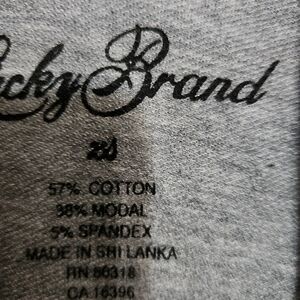 ucky Brand
xs
57% COTTON
38% MODAL
5% SPANDEX
MADE IN SRI LANKA
RN 80318
CA 16396